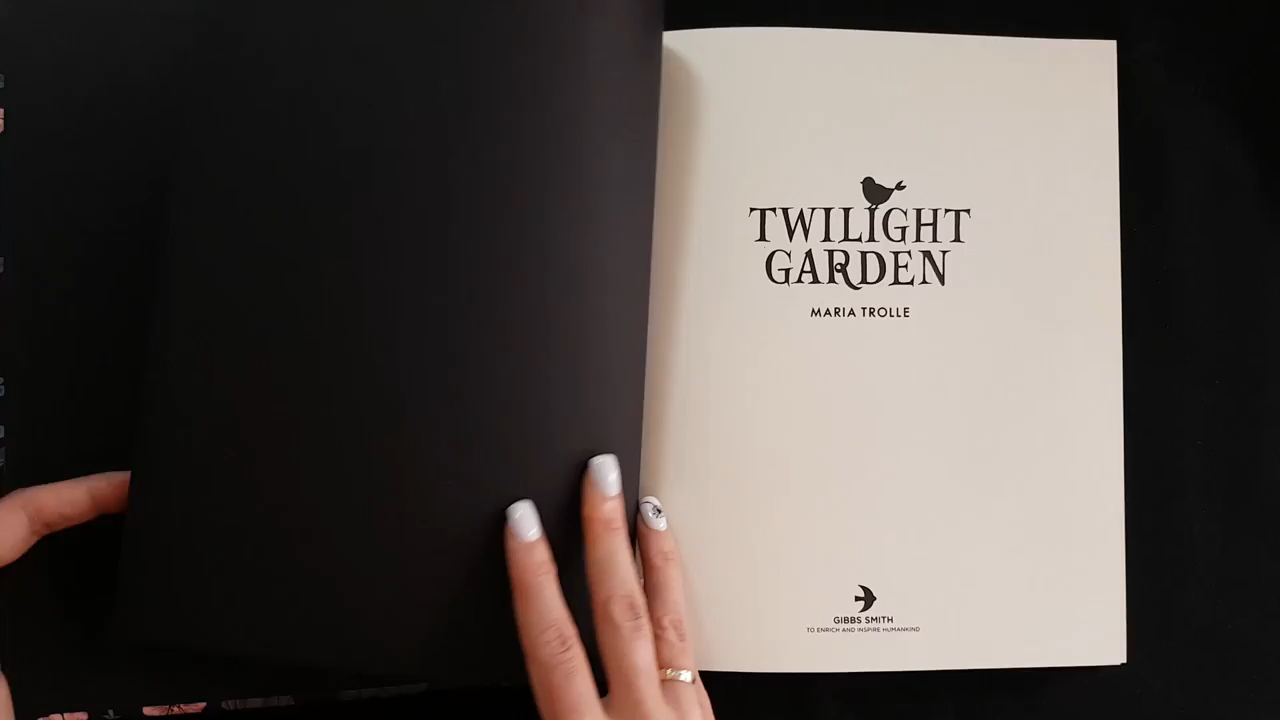 TWILIGHT
GARDEN
MARIA TROLLE
GIBBS SMITH
TO ENRICH AND INSPIRE HUMANKIND